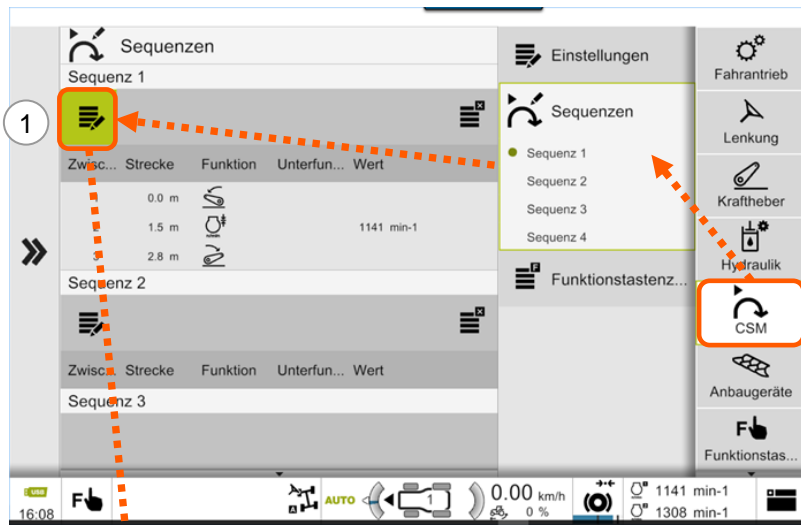 Sequenzen
Sequenz 1
1
Zwisc... Strecke Funktion Unterfun... Wert
0.0 m
1.5 m 1141 min-1
3 2.8 m
Sequenz 2
Zwisc... Strecke Funktion Unterfun... Wert
Sequenz 3
Einstellungen
Sequenzen
Sequenz 1
Sequenz 2
Sequenz 3
Sequenz 4
F
Funktionstastenz...
Fahrantrieb
Lenkung
Kraftheber
Hydraulik
CSM
Anbaugeräte
F
Funktionstas...
USB
16:08
F
A
AUTO
1
0.00 km/h
0 %
1141 min-1
1308 min-1